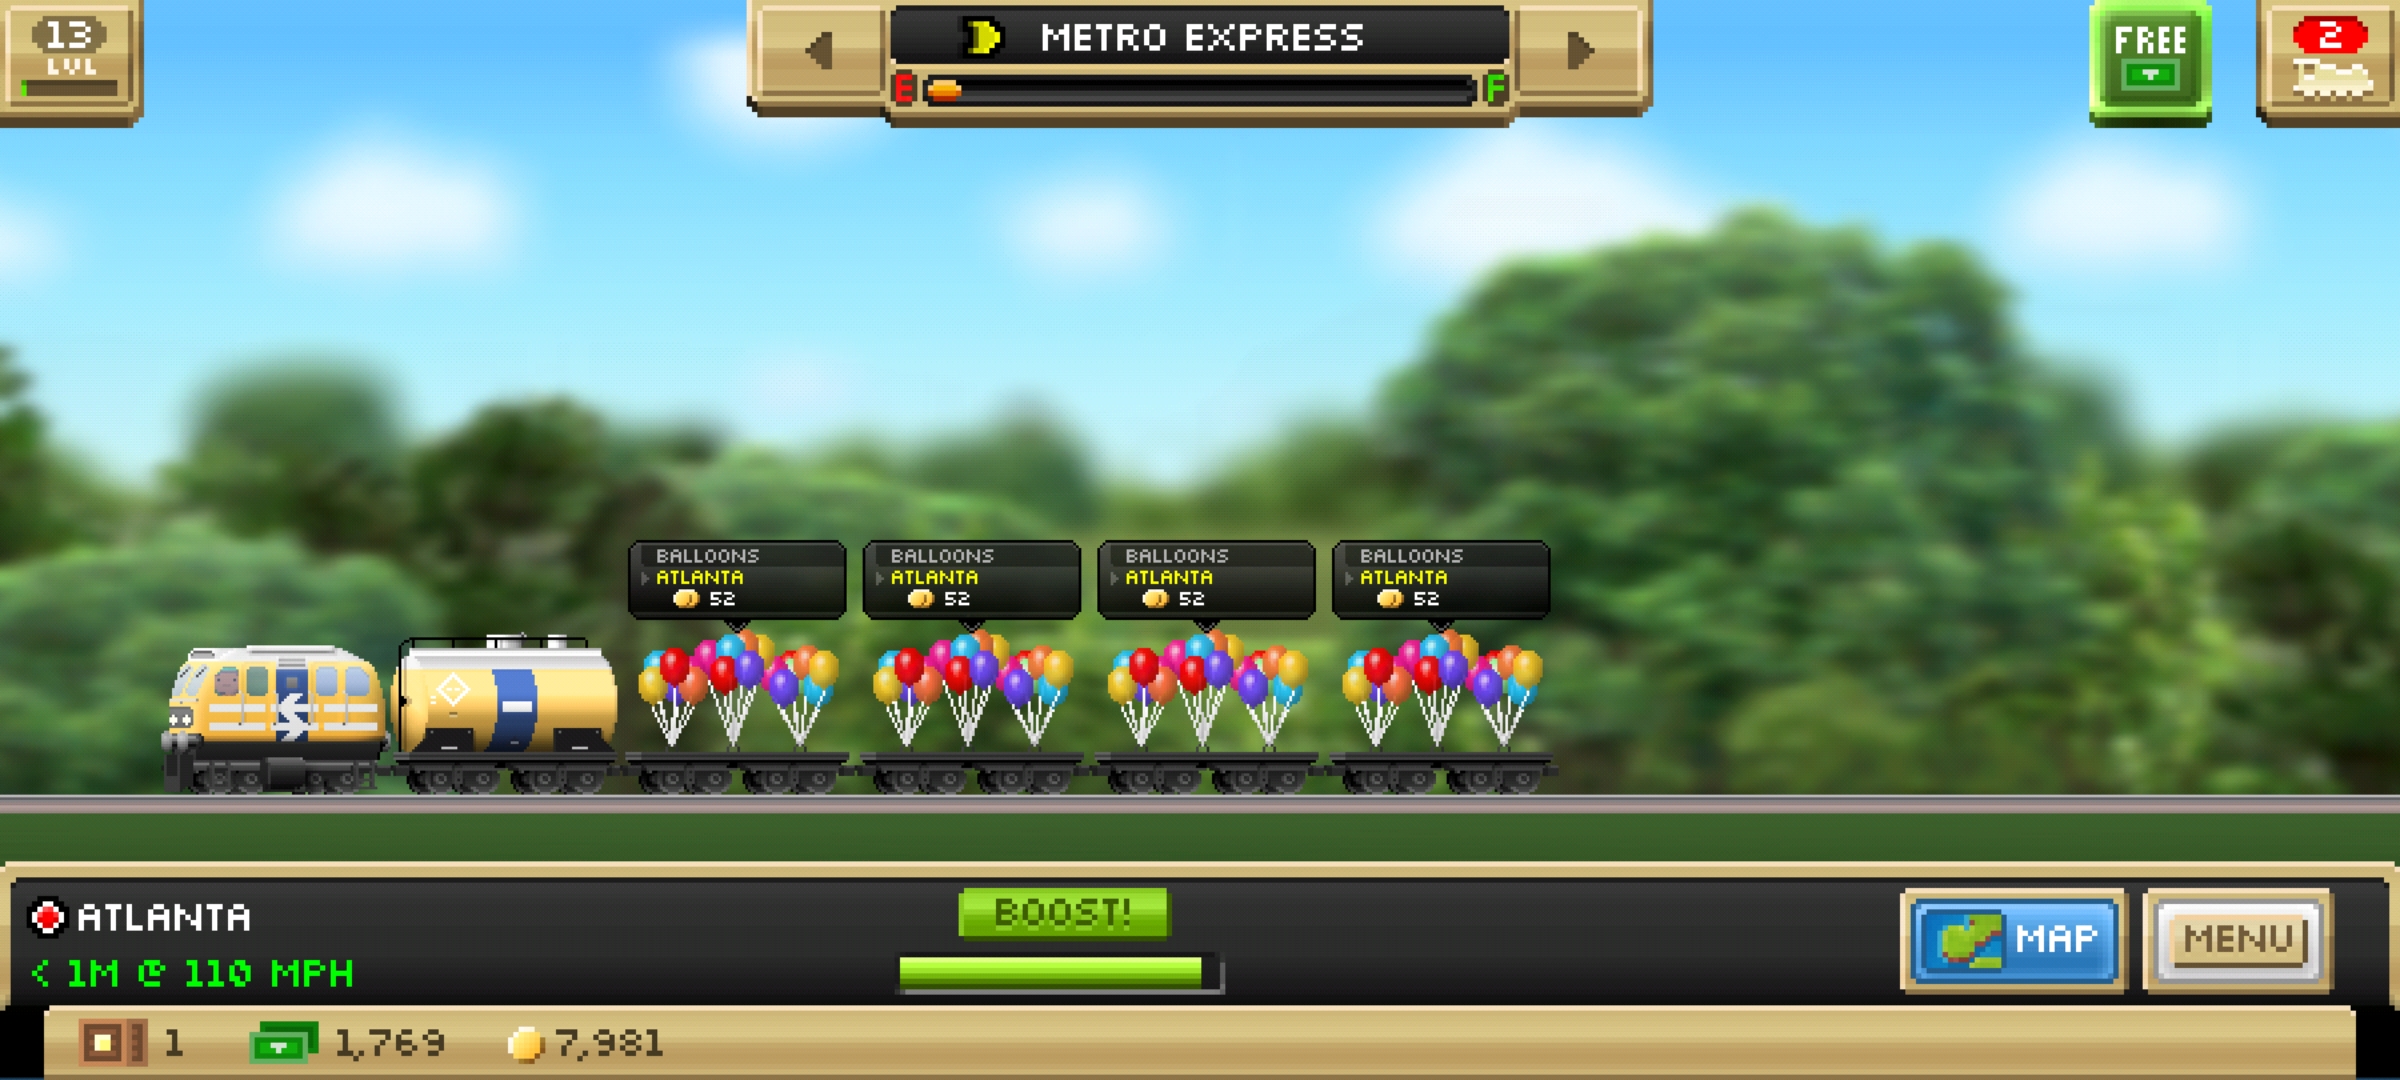 13
LVL
METRO EXPRESS
E F
FREE
2
BALLOONS
ATLANTA
52
BALLOONS
ATLANTA
52
BALLOONS
ATLANTA
52
BALLOONS
ATLANTA
52
ATLANTA
< 1M @ 110 MPH
BOOST!
MAP
MENU
1
1,769
7,981